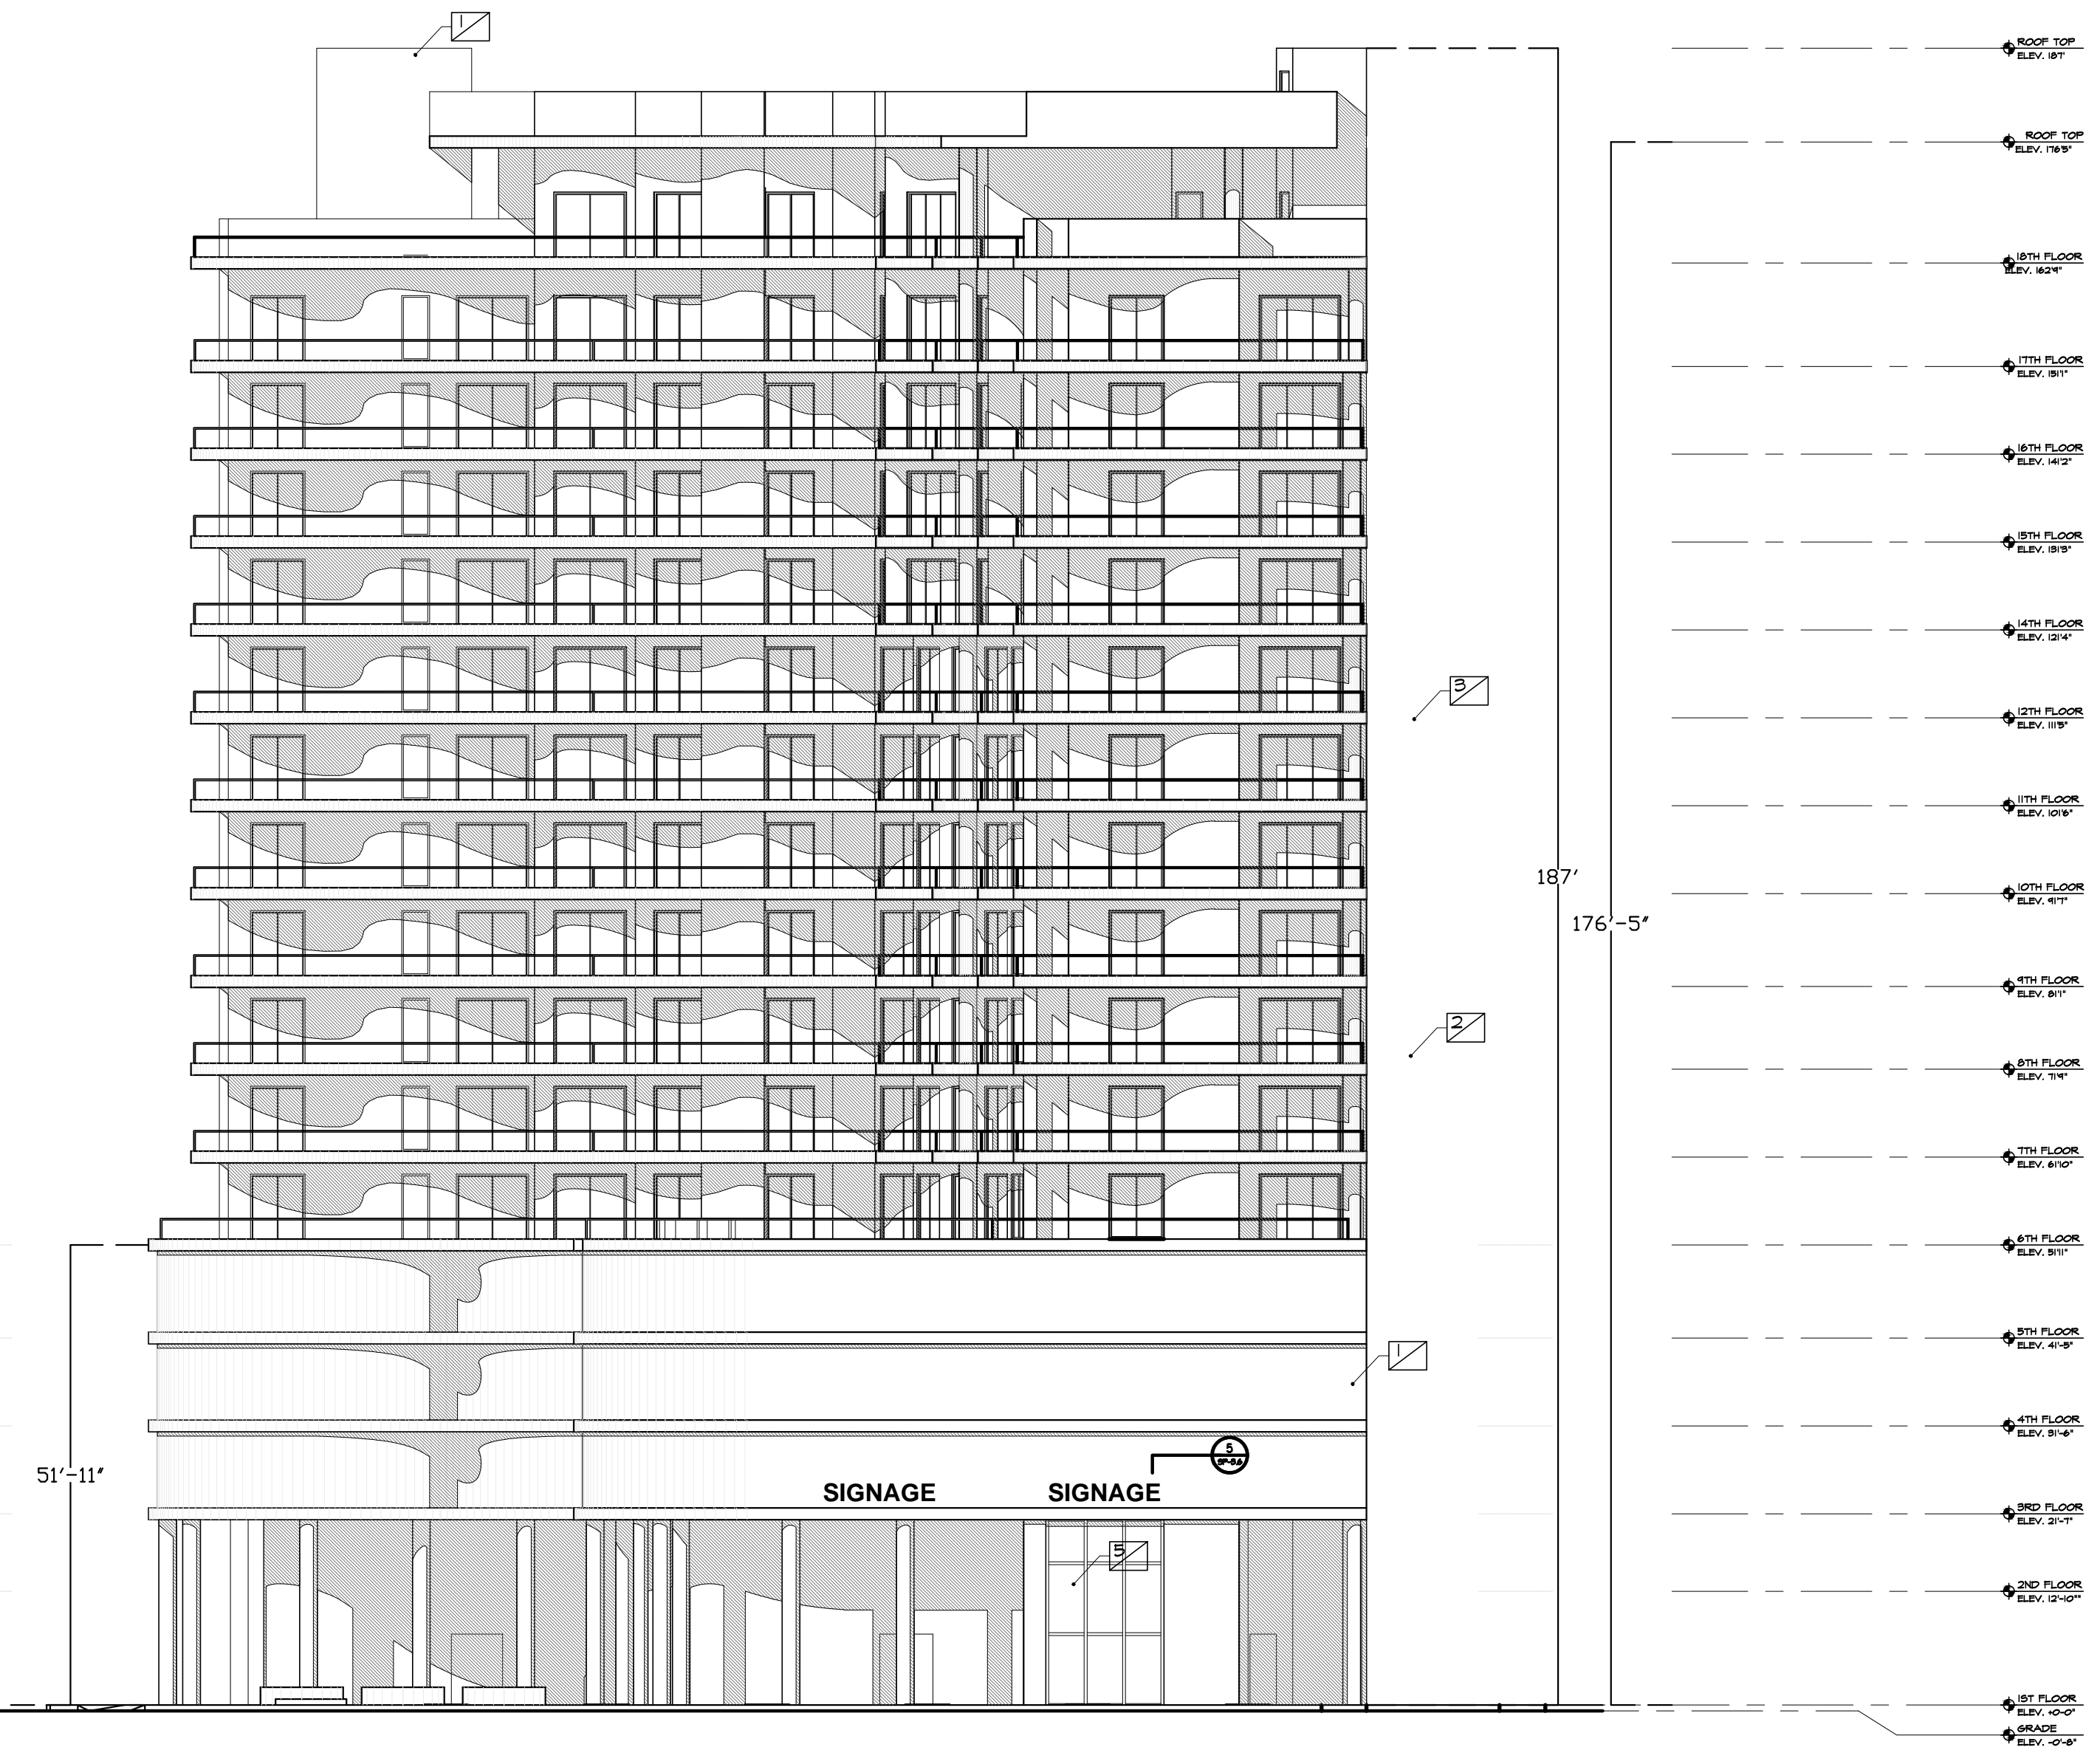 1
ROOF TOP
ELEV. 187'
ROOF TOP
ELEV. 176'5"
18TH FLOOR
ELEV. 162'9"
17TH FLOOR
ELEV. 151'1"
16TH FLOOR
ELEV. 141'2"
15TH FLOOR
ELEV. 131'3"
14TH FLOOR
ELEV. 121'4"
3
12TH FLOOR
ELEV. 111'5"
11TH FLOOR
ELEV. 101'6"
187'
10TH FLOOR
ELEV. 91'7"
176'-5"
9TH FLOOR
ELEV. 81'1"
2
8TH FLOOR
ELEV. 71'9"
7TH FLOOR
ELEV. 61'10"
6TH FLOOR
ELEV. 51'11"
5TH FLOOR
ELEV. 41'-5"
1
4TH FLOOR
ELEV. 31'-6"
5
51'-11"
SIGNAGE SIGNAGE
3RD FLOOR
ELEV. 21'-7"
5
2ND FLOOR
ELEV. 12'-10""
1ST FLOOR
ELEV. +0-0"
GRADE
ELEV. -0'-8"